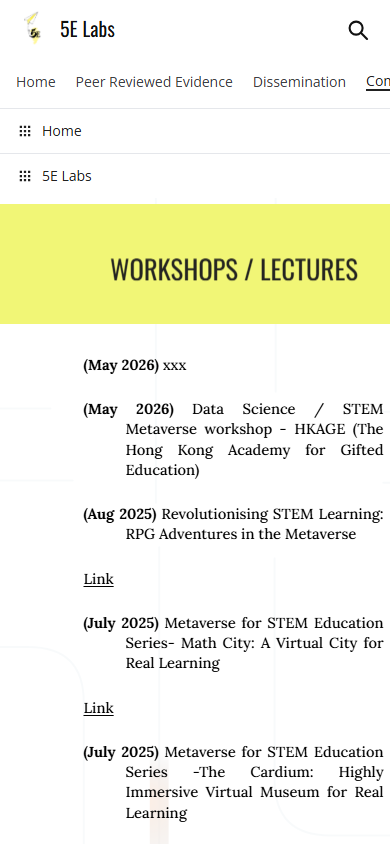 5E Labs
Home Peer Reviewed Evidence Dissemination Con
Home
5E Labs
WORKSHOPS / LECTURES
(May 2026) xxx
(May 2026) Data Science / STEM
Metaverse workshop - HKAGE (The
Hong Kong Academy for Gifted
Education)
(Aug 2025) Revolutionising STEM Learning:
RPG Adventures in the Metaverse
Link
(July 2025) Metaverse for STEM Education
Series- Math City: A Virtual City for
Real Learning
Link
(July 2025) Metaverse for STEM Education
Series -The Cardium: Highly
Immersive Virtual Museum for Real
Learning